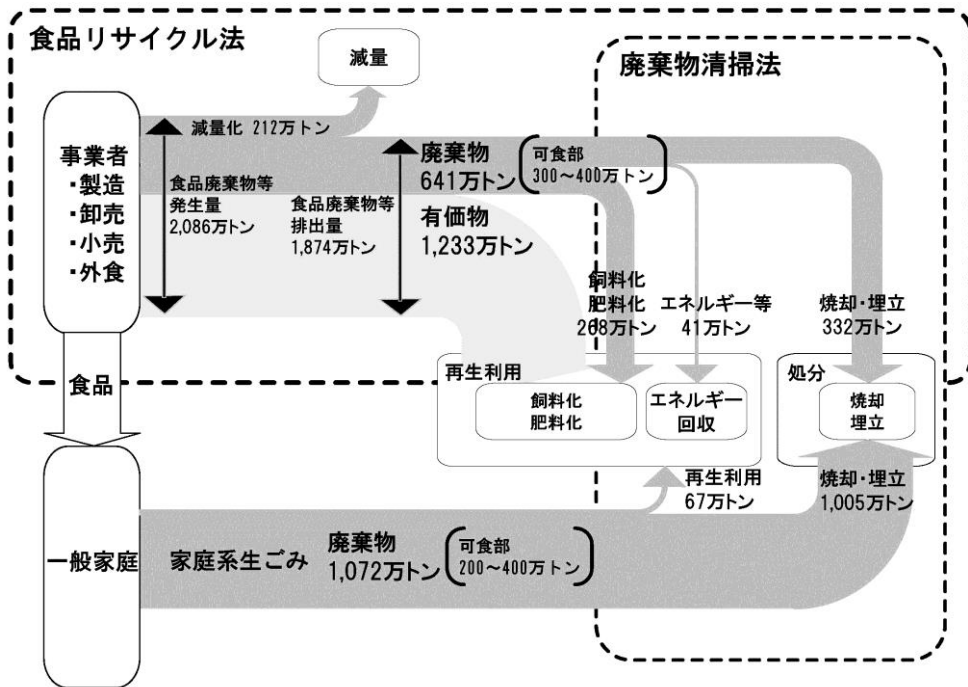 食品リサイクル法
減量
廃棄物清掃法
減量化 212万トン
事業者
・製造
・卸売
・小売
・外食
食品廃棄物等
発生量
2,086万トン
食品廃棄物等
排出量
1,874万トン
廃棄物
641万トン
可食部
300～400万トン
有価物
1,233万トン
飼料化
肥料化
268万トン
エネルギー等
41万トン
焼却・埋立
332万トン
食品
再生利用
飼料化
肥料化
エネルギー
回収
処分
焼却
埋立
再生利用
67万トン
焼却・埋立
1,005万トン
一般家庭
家庭系生ごみ
廃棄物
1,072万トン
可食部
200～400万トン